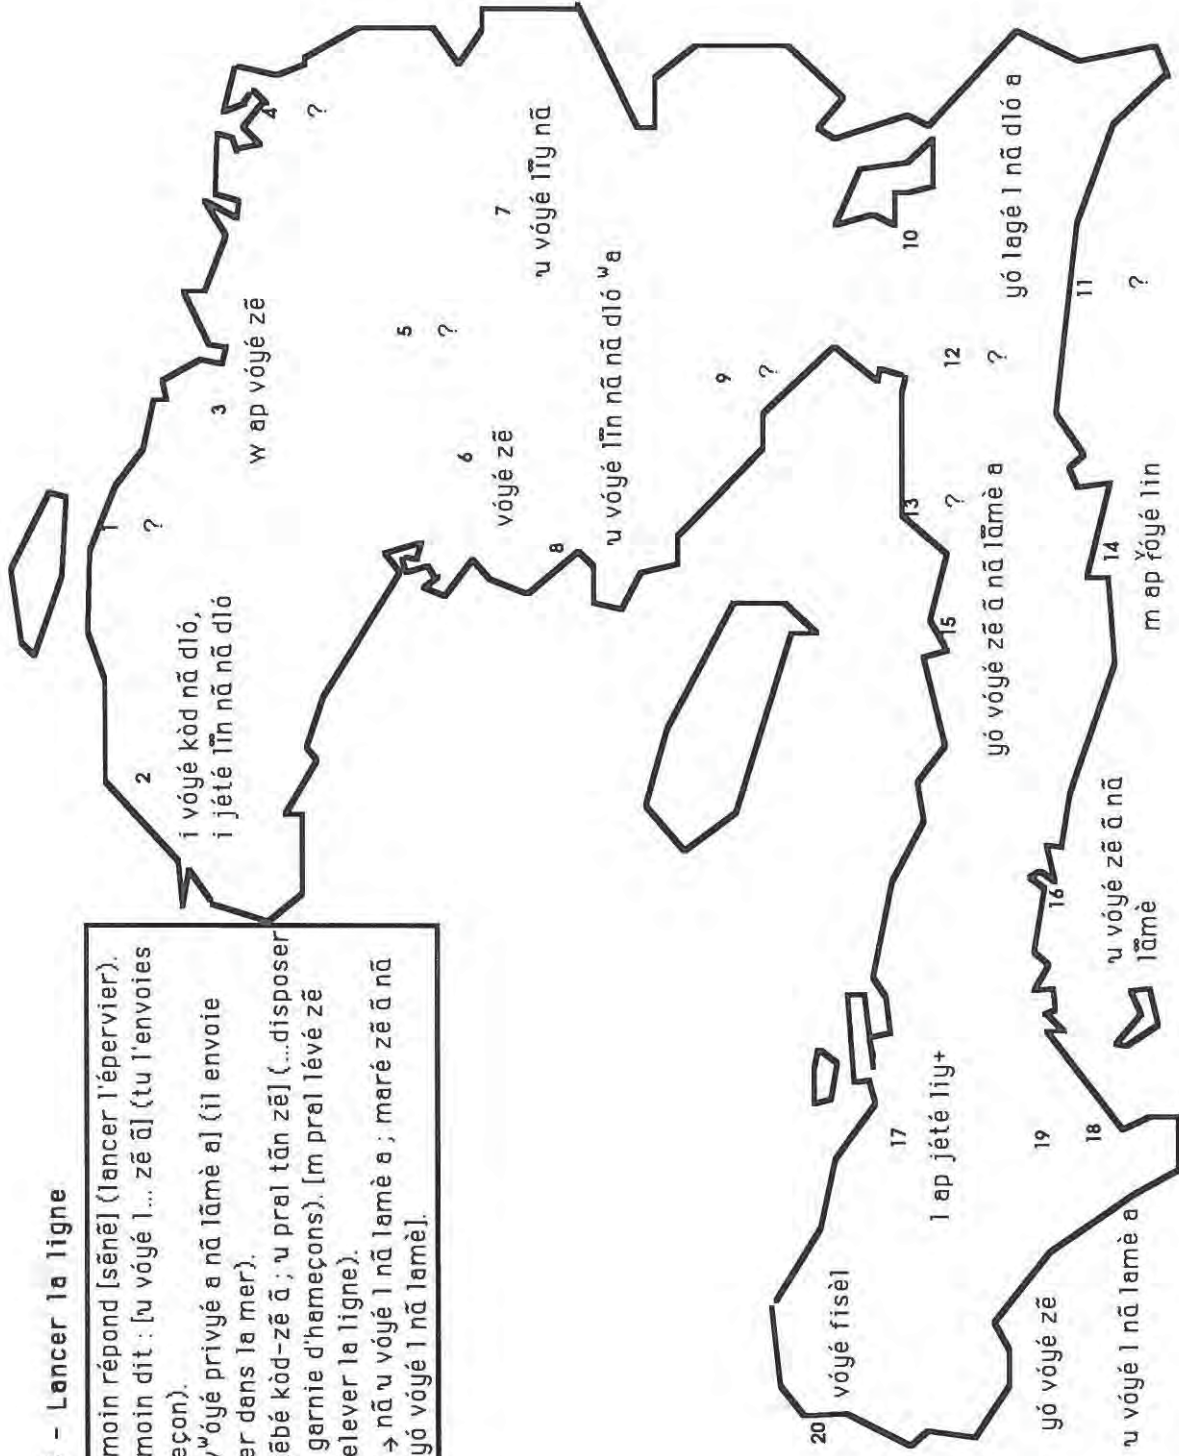 - Lancer la ligne
moin répond [sẽnẽ] (lancer l'épervier).
moin dit : [u vóyé l... zẽ ã] (tu l'envoies
eçon).
óyé privyé a nã lãmè a] (il envoie
er dans la mer).
ébé kòd-zẽ ã ; u pral tãn zẽ] (...disposer
garnie d'hameçons). [m pral lévé zẽ
elever la ligne).
→ nã u vóyé l nã lamè a ; maré zẽ ã nã
yó vóyé l nã lamè].
1
?
2
i vóyé kòd nã dló,
i jété lĩn nã nã dló
3
w ap vóyé zẽ
4
?
5
?
6
vóyé zẽ
7
u vóyé lĩy nã
8
u vóyé lĩn nã nã dló ʷa
9
?
10
yó lagé l nã dló a
11
?
12
?
13
?
14
m ap vóyé lin
15
yó vóyé zẽ ã nã lãmè a
16
u vóyé zẽ ã nã
lãmè
17
l ap jété liy+
18
u vóyé l nã lamè a
19
yó vóyé zẽ
20
vóyé fisèl